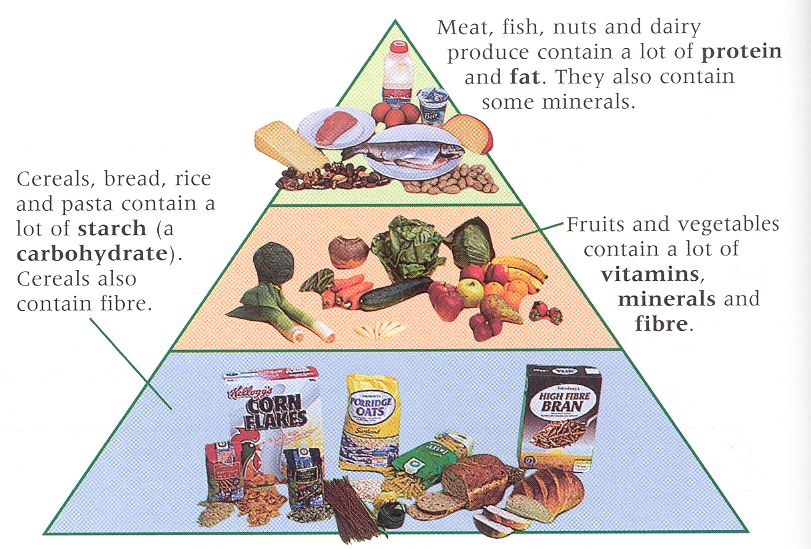 Meat, fish, nuts and dairy
produce contain a lot of protein
and fat. They also contain
some minerals.
Cereals, bread, rice
and pasta contain a
lot of starch (a
carbohydrate).
Cereals also
contain fibre.
Fruits and vegetables
contain a lot of
vitamins,
minerals and
fibre.
Kellogg's
CORN
FLAKES
PORRIDGE
OATS
HIGH FIBRE
BRAN